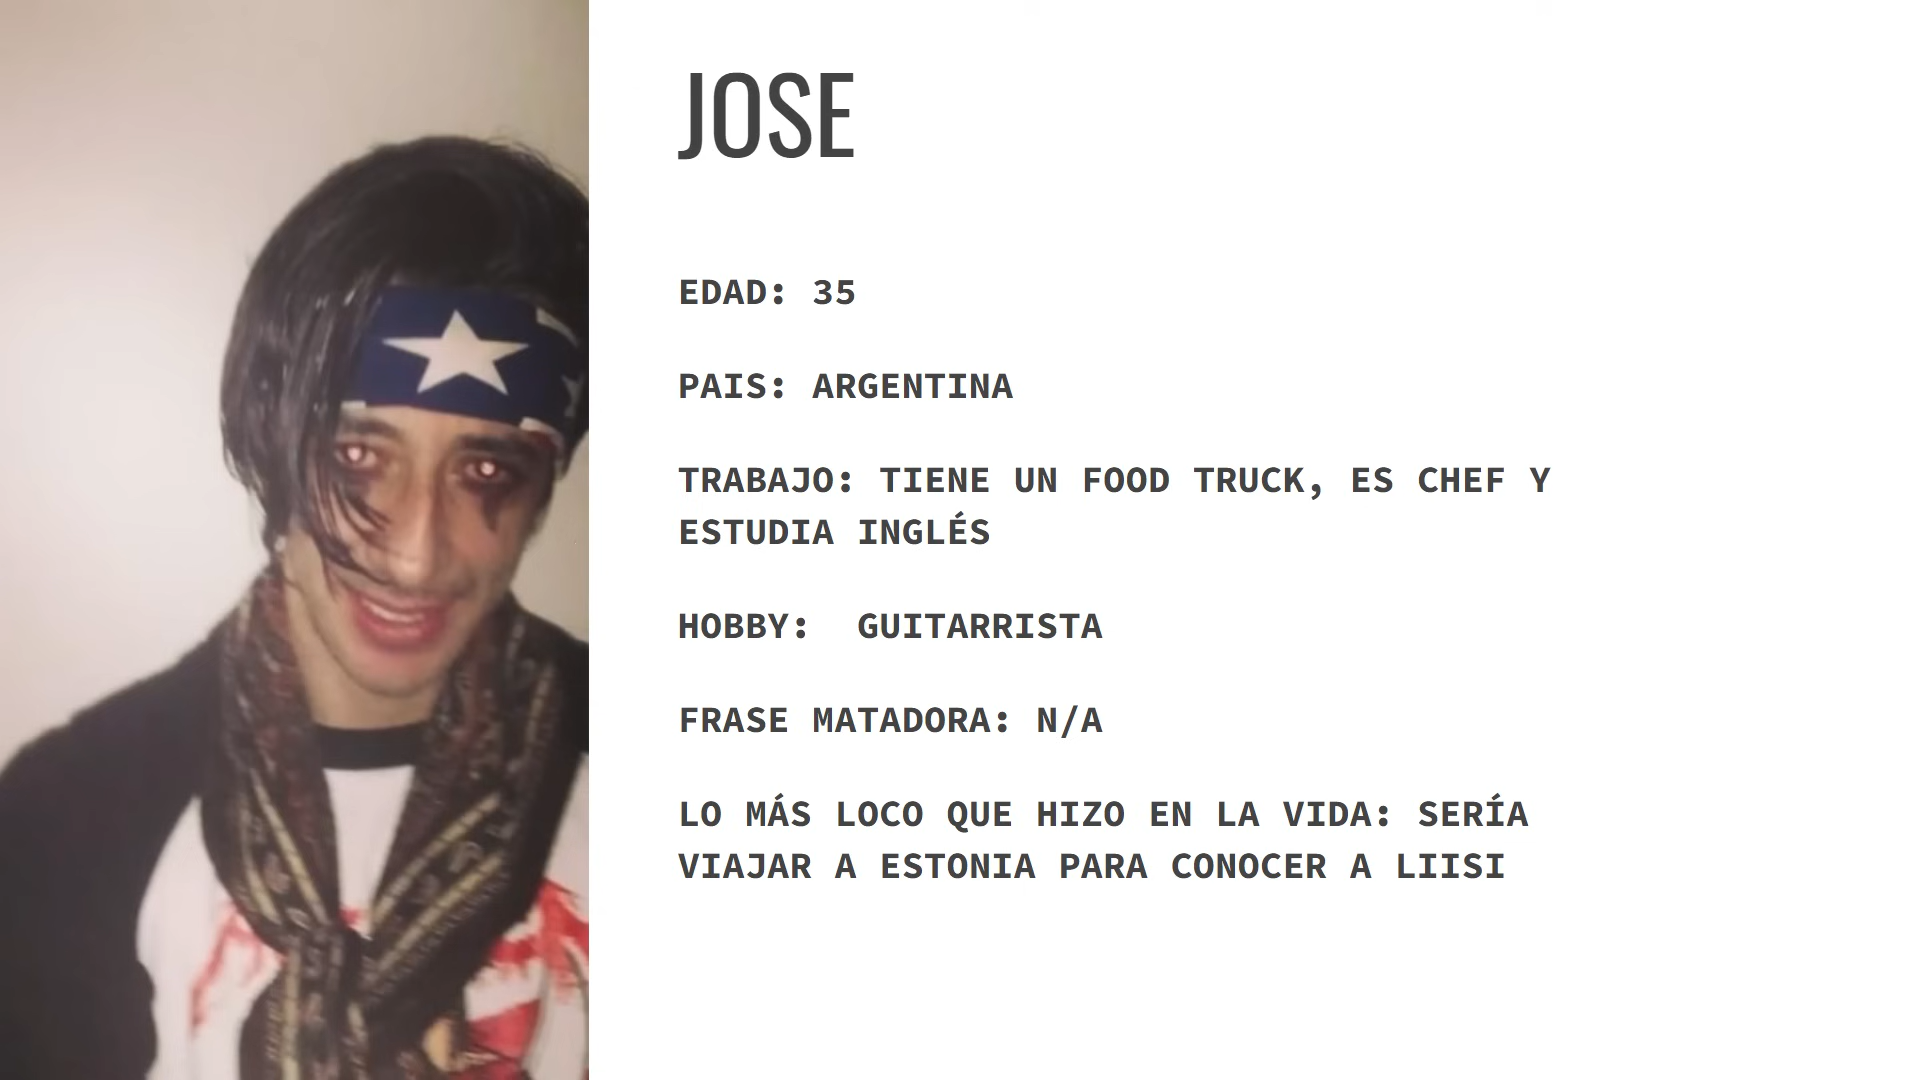 JOSE
EDAD: 35
PAIS: ARGENTINA
TRABAJO: TIENE UN FOOD TRUCK, ES CHEF Y
ESTUDIA INGLÉS
HOBBY:  GUITARRISTA
FRASE MATADORA: N/A
LO MÁS LOCO QUE HIZO EN LA VIDA: SERÍA
VIAJAR A ESTONIA PARA CONOCER A LIISI